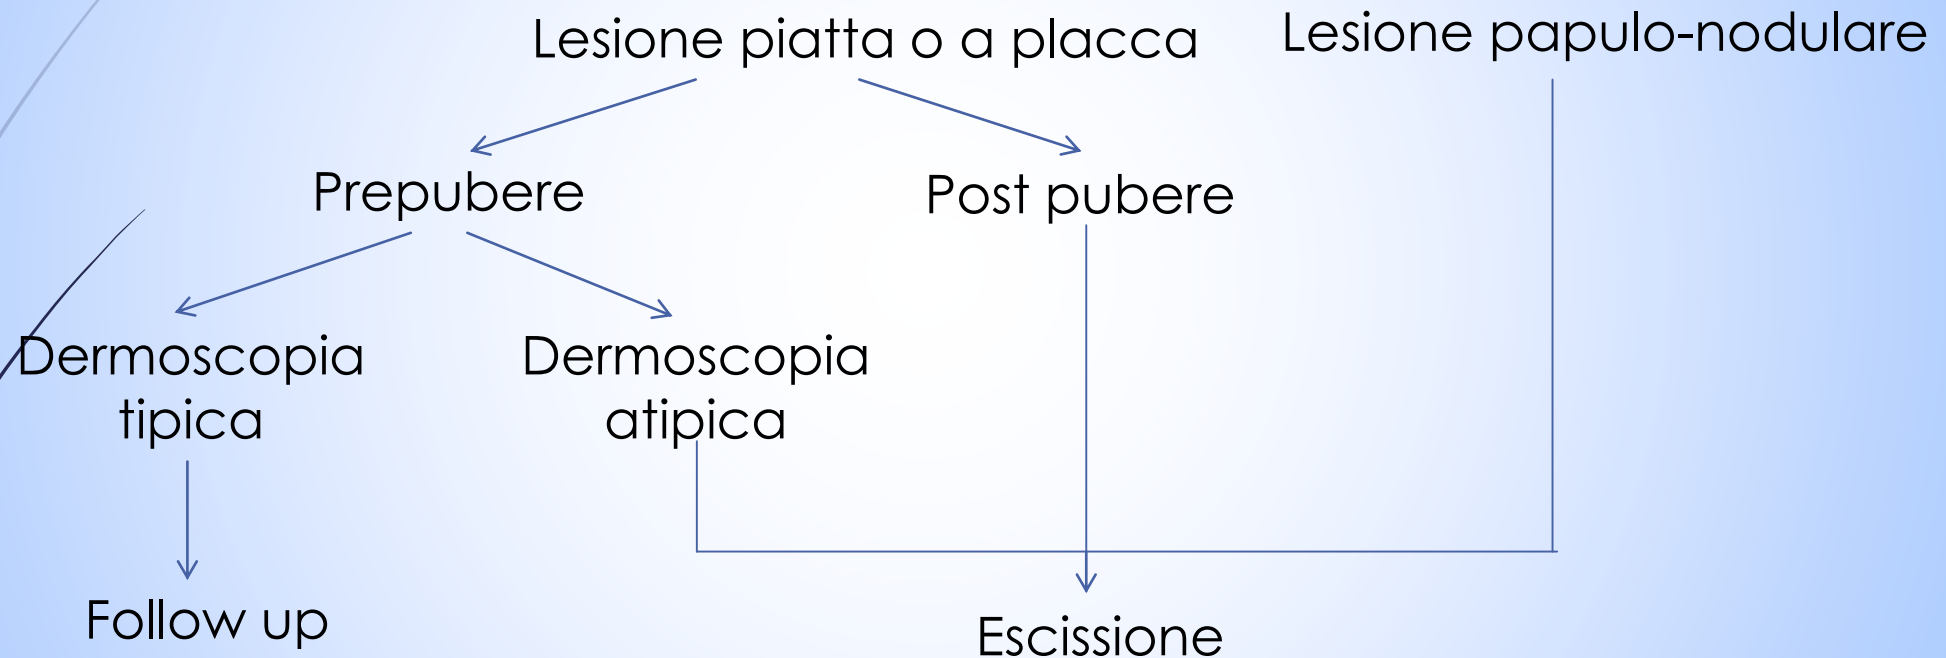 Lesione piatta o a placca
Lesione papulo-nodulare
Prepubere
Post pubere
Dermoscopia
tipica
Dermoscopia
atipica
Follow up
Escissione